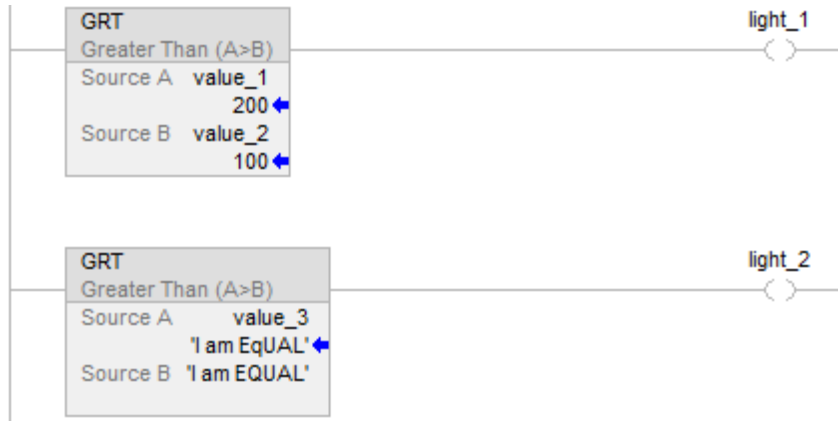 GRT
light_1
Greater Than (A>B)
Source A value_1
200
Source B value_2
100
GRT
light_2
Greater Than (A>B)
Source A value_3
'I am EqUAL'
Source B 'I am EQUAL'